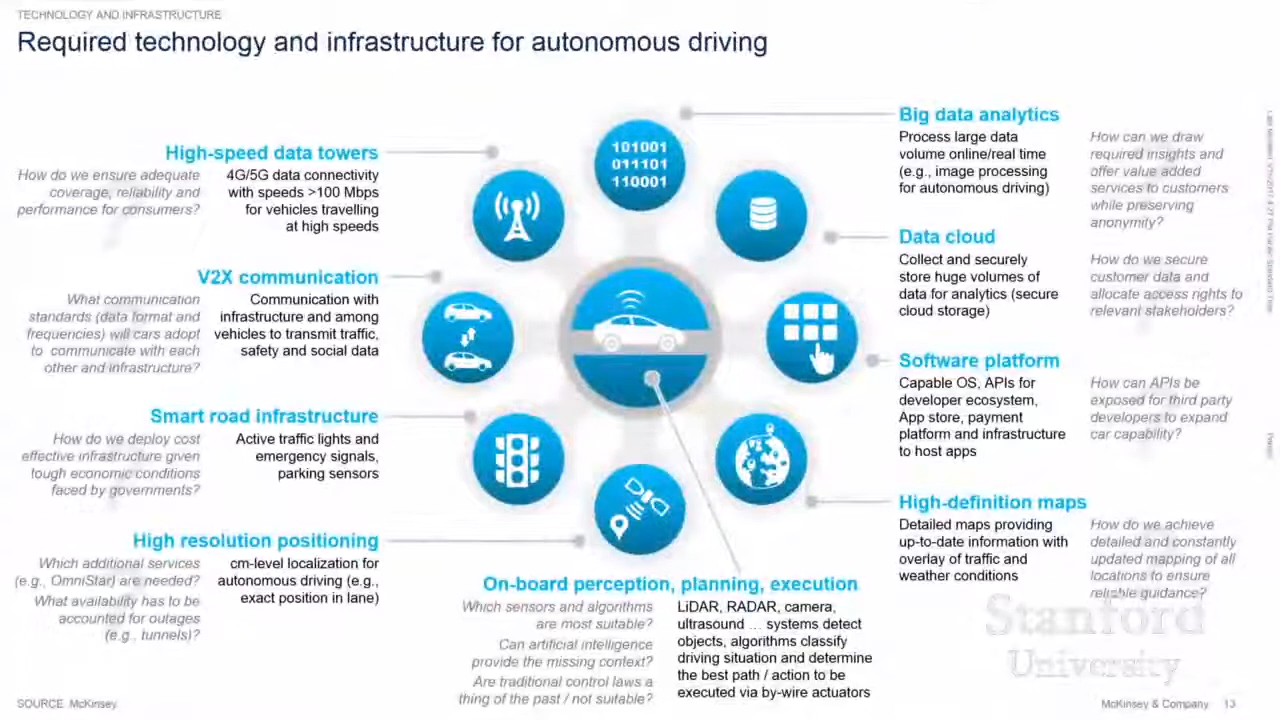 TECHNOLOGY AND INFRASTRUCTURE
Required technology and infrastructure for autonomous driving
High-speed data towers
How do we ensure adequate
coverage, reliability and
performance for consumers?
4G/5G data connectivity
with speeds >100 Mbps
for vehicles travelling
at high speeds
V2X communication
What communication
standards (data format and
frequencies) will cars adopt
to communicate with each
other and infrastructure?
Communication with
infrastructure and among
vehicles to transmit traffic,
safety and social data
Smart road infrastructure
How do we deploy cost
effective infrastructure given
tough economic conditions
faced by governments?
Active traffic lights and
emergency signals,
parking sensors
High resolution positioning
Which additional services
(e.g., OmniStar) are needed?
What availability has to be
accounted for outages
(e.g., tunnels)?
cm-level localization for
autonomous driving (e.g.,
exact position in lane)
101001
011101
110001
On-board perception, planning, execution
Which sensors and algorithms
are most suitable?
Can artificial intelligence
provide the missing context?
Are traditional control laws a
thing of the past / not suitable?
LiDAR, RADAR, camera,
ultrasound ... systems detect
objects, algorithms classify
driving situation and determine
the best path / action to be
executed via by-wire actuators
Big data analytics
Process large data
volume online/real time
(e.g., image processing
for autonomous driving)
How can we draw
required insights and
offer value added
services to customers
while preserving
anonymity?
Data cloud
Collect and securely
store huge volumes of
data for analytics (secure
cloud storage)
How do we secure
customer data and
allocate access rights to
relevant stakeholders?
Software platform
Capable OS, APIs for
developer ecosystem,
App store, payment
platform and infrastructure
to host apps
How can APIs be
exposed for third party
developers to expand
car capability?
High-definition maps
Detailed maps providing
up-to-date information with
overlay of traffic and
weather conditions
How do we achieve
detailed and constantly
updated mapping of all
locations to ensure
reliable guidance?
Stanford
University
SOURCE: McKinsey
McKinsey & Company 13